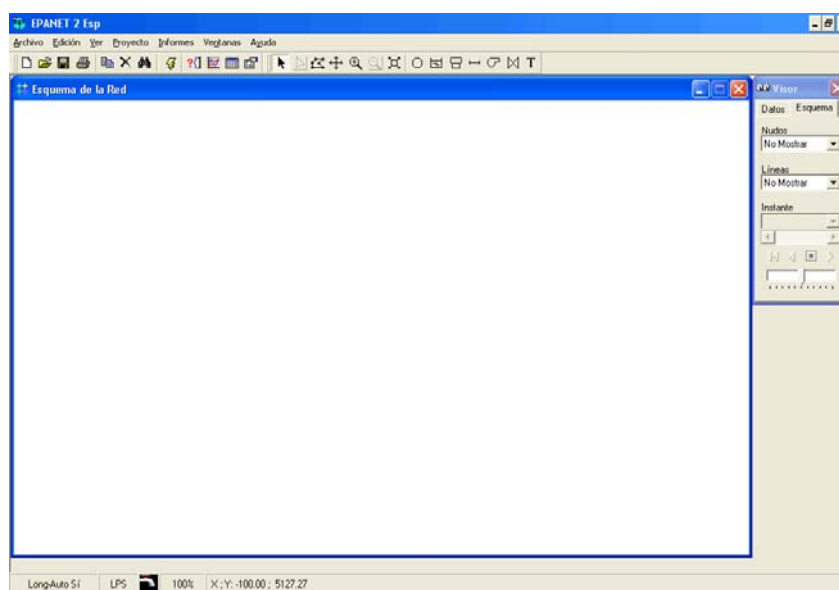 EPANET 2 Esp
Archivo Edición Ver Proyecto Informes Ventanas Ayuda
T
Esquema de la Red
Visor
Datos Esquema
Nudos
No Mostrar
Líneas
No Mostrar
Instante
Long-Auto Sí LPS 100% X ; Y: -100.00 ; 5127.27